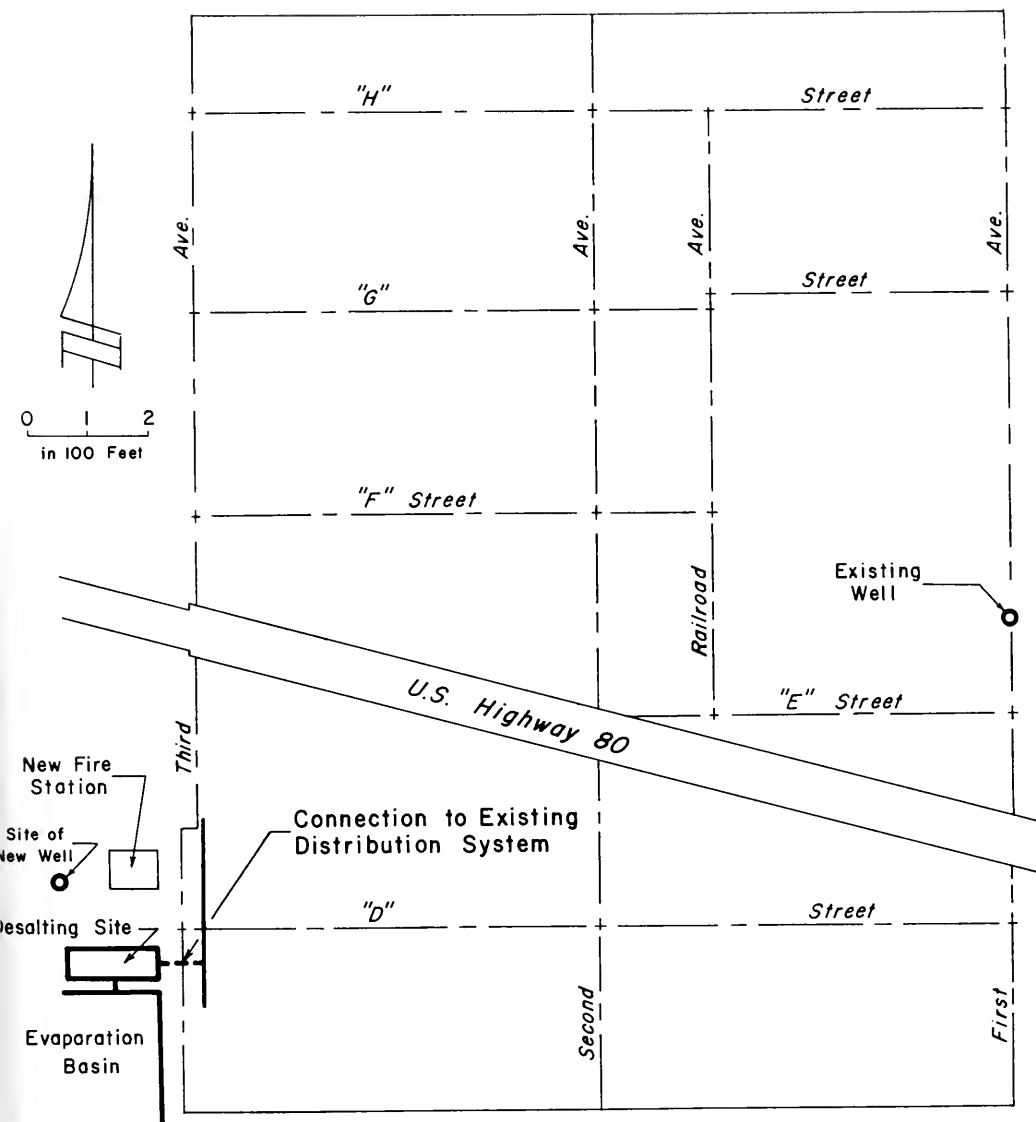 "H" Street
Ave. Ave. Ave. Ave.
"G" Street
0 1 2
in 100 Feet
"F" Street
Existing
Well
Railroad
U.S. Highway 80
"E" Street
Third
New Fire
Station
Connection to Existing
Distribution System
Site of
New Well
"D" Street
Desalting Site
Second
First
Evaporation
Basin